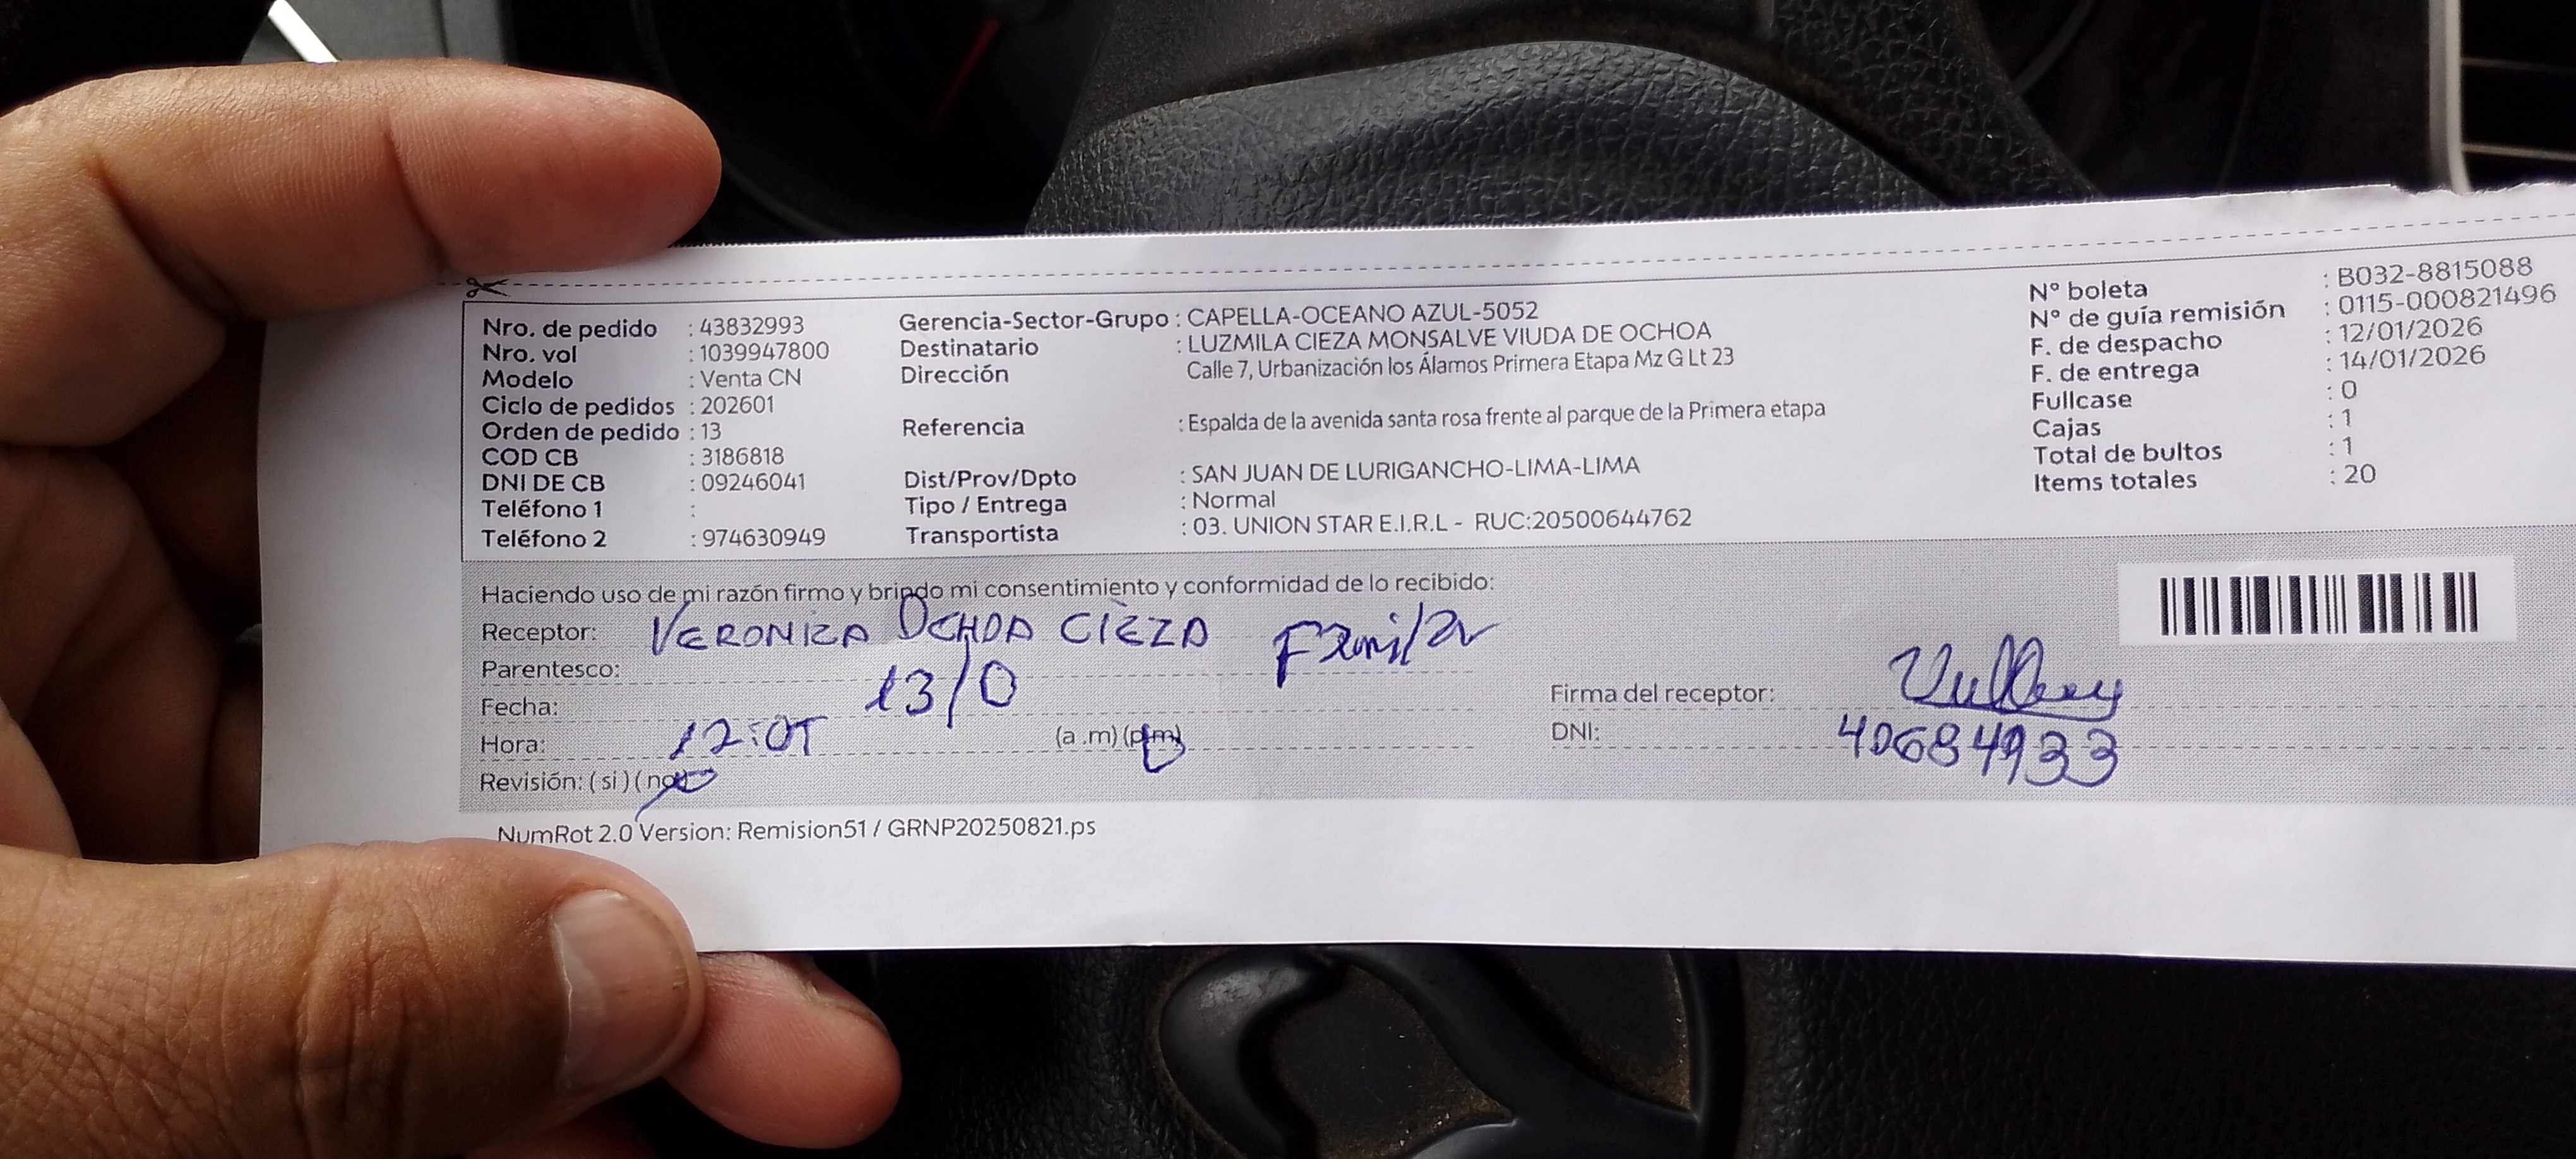 Nro. de pedido : 43832993
Nro. vol : 1039947800
Modelo : Venta CN
Ciclo de pedidos : 202601
Orden de pedido : 13
COD CB : 3186818
DNI DE CB : 09246041
Teléfono 1 :
Teléfono 2 : 974630949
Gerencia-Sector-Grupo : CAPELLA-OCEANO AZUL-5052
Destinatario : LUZMILA CIEZA MONSALVE VIUDA DE OCHOA
Dirección Calle 7, Urbanización los Álamos Primera Etapa Mz G Lt 23
Referencia : Espalda de la avenida santa rosa frente al parque de la Primera etapa
Dist/Prov/Dpto : SAN JUAN DE LURIGANCHO-LIMA-LIMA
Tipo / Entrega : Normal
Transportista : 03. UNION STAR E.I.R.L - RUC:20500644762
N° boleta : B032-8815088
N° de guía remisión : 0115-000821496
F. de despacho : 12/01/2026
F. de entrega : 14/01/2026
Fullcase : 0
Cajas : 1
Total de bultos : 1
Items totales : 20
Haciendo uso de mi razón firmo y brindo mi consentimiento y conformidad de lo recibido:
Receptor: VERONICA OCHOA CIEZA
Parentesco: Familar
Fecha: 13/0
Hora: 12:0T (a .m) (p.m)
Revisión: ( si ) ( no )
Firma del receptor:
DNI: 40684933
NumRot 2.0 Version: Remision51 / GRNP20250821.ps